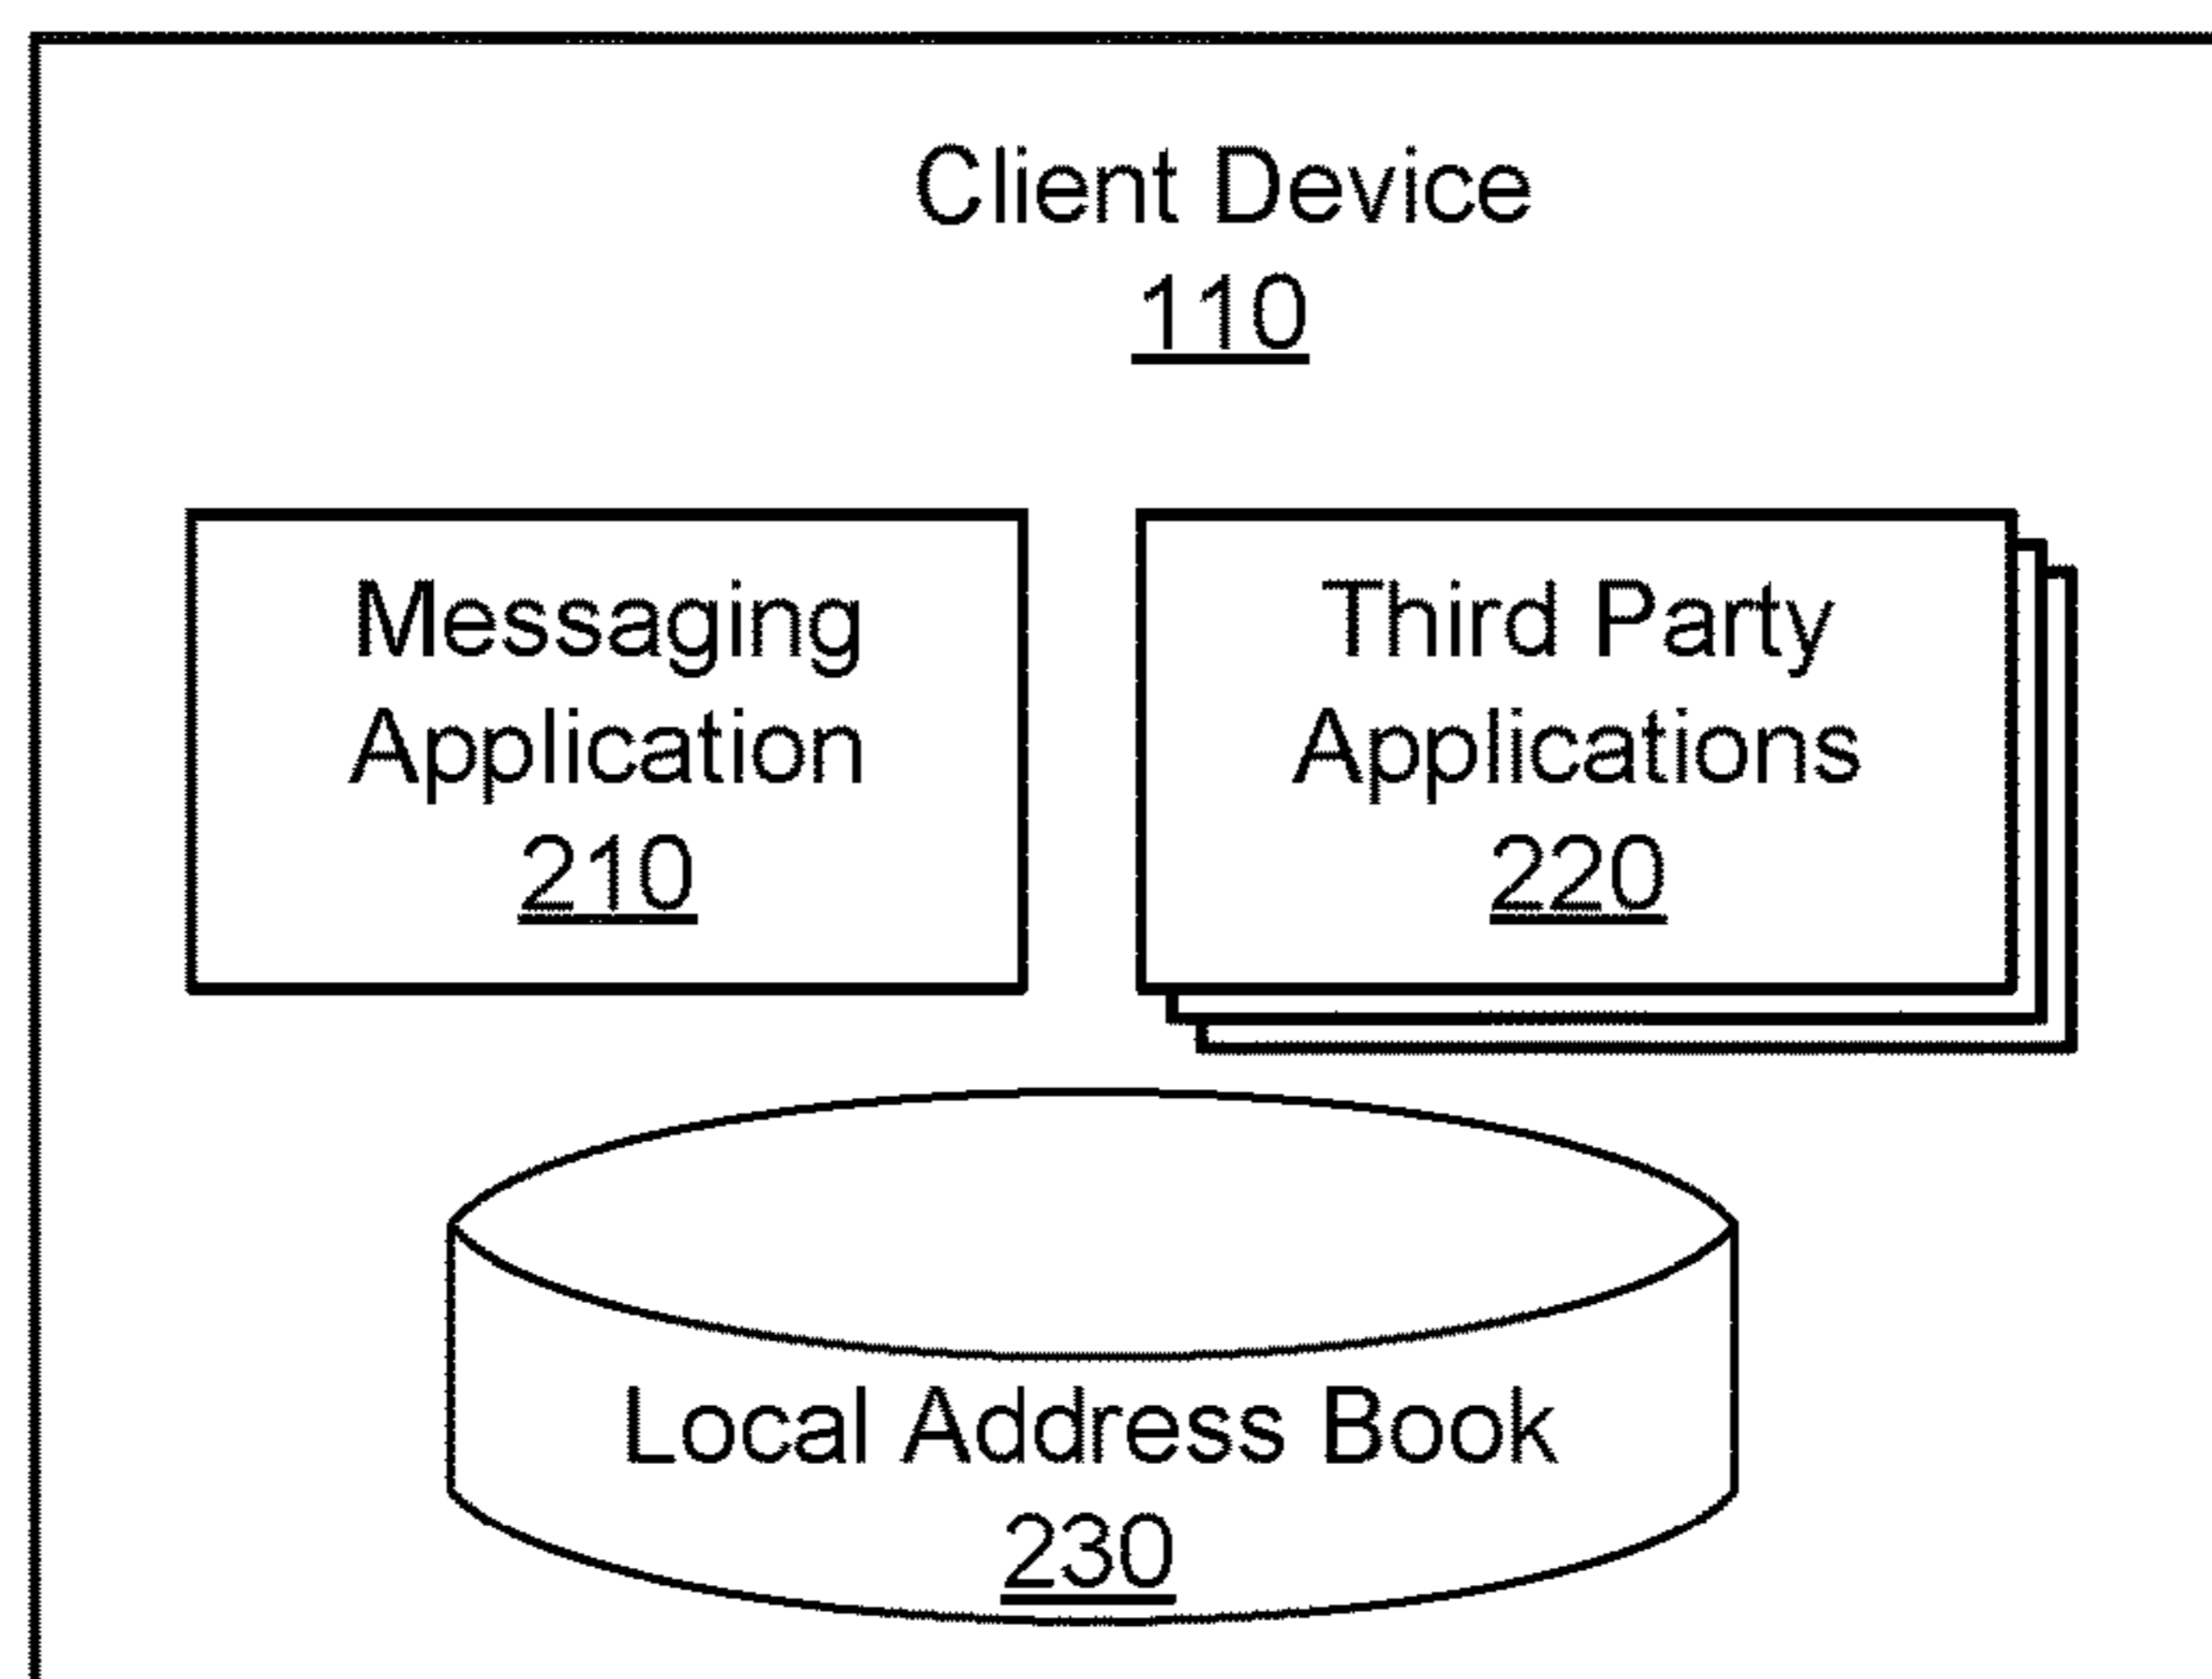 Client Device
110
Messaging
Application
210
Third Party
Applications
220
Local Address Book
230